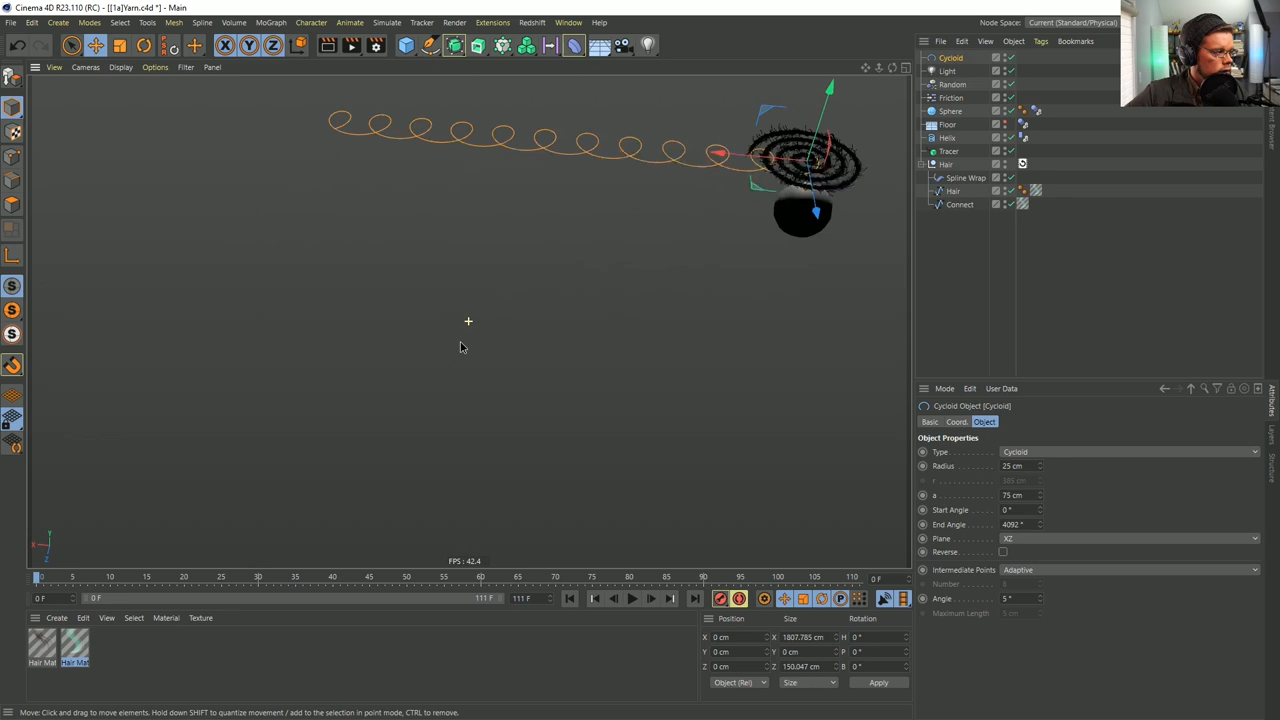 Cinema 4D R23.110 (RC) - [[1a]Yarn.c4d *] - Main
File Edit Create Modes Select Tools Mesh Spline Volume MoGraph Character Animate Simulate Tracker Render Extensions Redshift Window Help
Node Space: Current (Standard/Physical)
View Cameras Display Options Filter Panel
File Edit View Object Tags Bookmarks
Cycloid
Light
Random
Friction
Sphere
Floor
Helix
Tracer
Hair
Spline Wrap
Hair
Connect
Mode Edit User Data
Cycloid Object [Cycloid]
Basic Coord. Object
Object Properties
Type Cycloid
Radius 25 cm
r 385 cm
a 75 cm
Start Angle 0 °
End Angle 4092 °
Plane XZ
Reverse
Intermediate Points Adaptive
Number 8
Angle 5 °
Maximum Length 5 cm
Attributes
Layers
Structure
X Y Z
FPS : 42.4
0 5 10 15 20 25 30 35 40 45 50 55 60 65 70 75 80 85 90 95 100 105 110 0 F
0 F 0 F 111 F 111 F
Create Edit View Select Material Texture
Hair Mat Hair Mat
Position Size Rotation
X 0 cm X 1807.785 cm H 0 °
Y 0 cm Y 0 cm P 0 °
Z 0 cm Z 150.047 cm B 0 °
Object (Rel) Size Apply
Move: Click and drag to move elements. Hold down SHIFT to quantize movement / add to the selection in point mode, CTRL to remove.